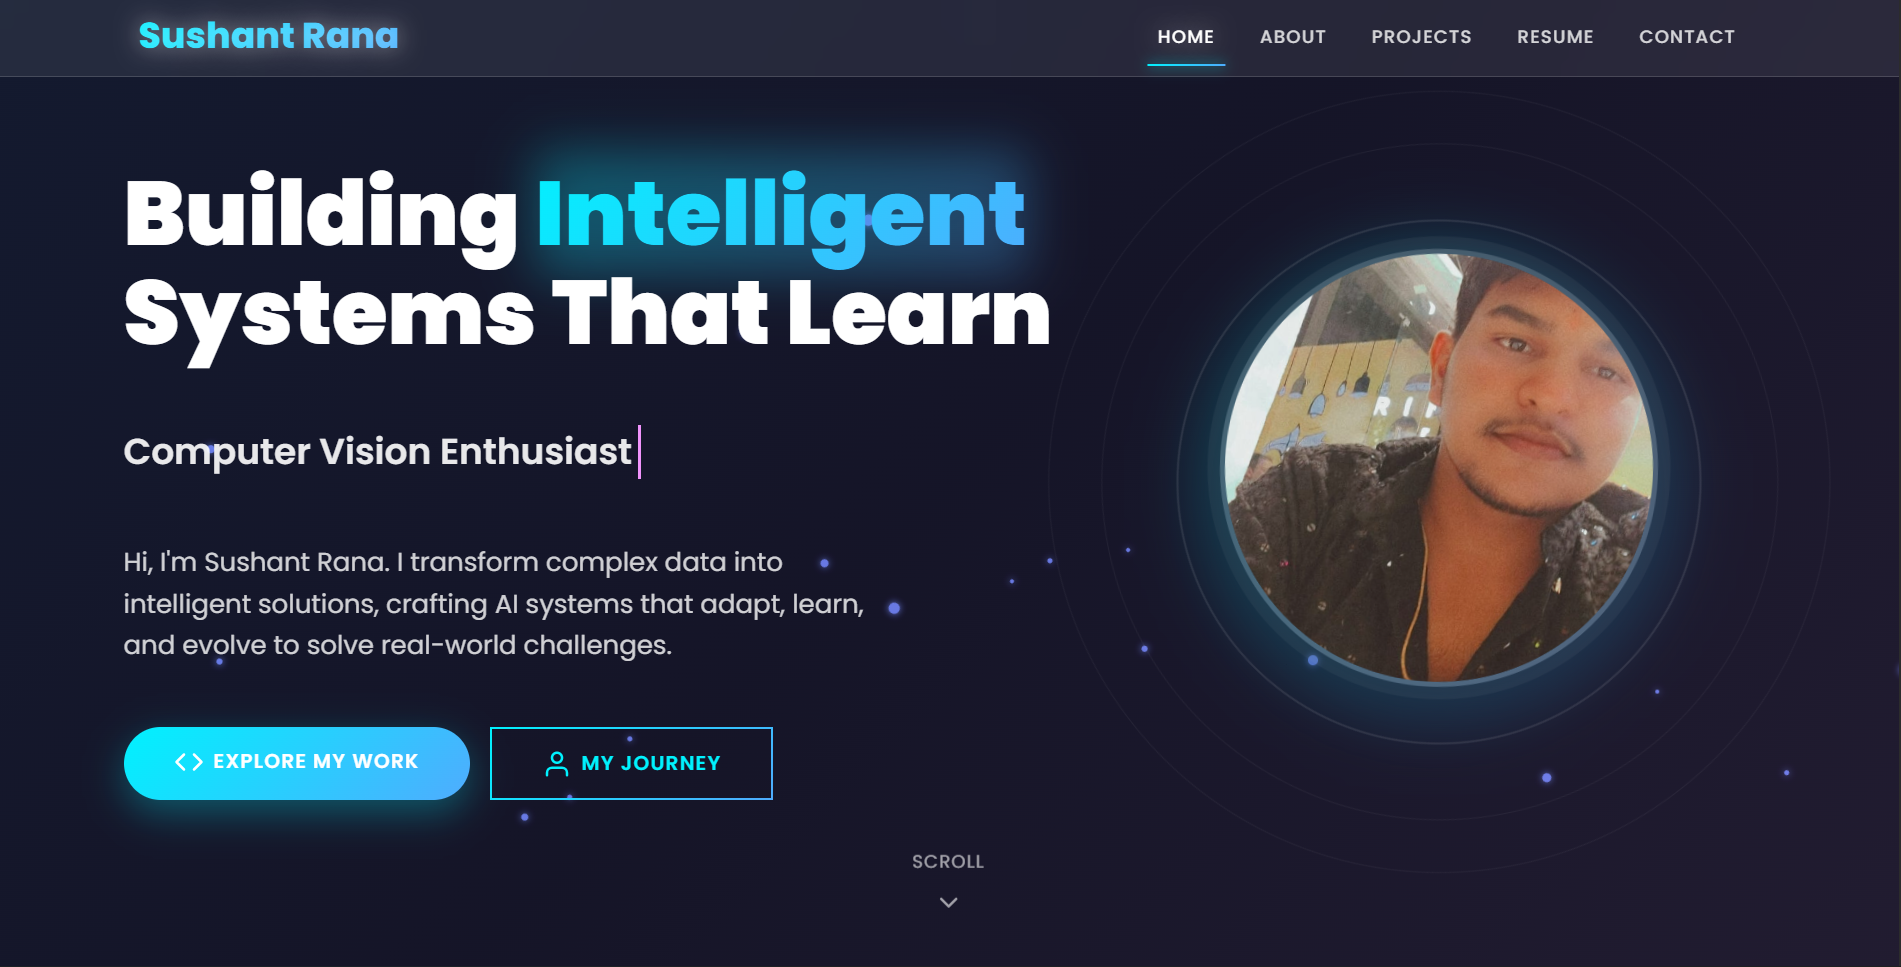 Sushant Rana
HOME ABOUT PROJECTS RESUME CONTACT
Building Intelligent
Systems That Learn
Computer Vision Enthusiast
Hi, I'm Sushant Rana. I transform complex data into
intelligent solutions, crafting AI systems that adapt, learn,
and evolve to solve real-world challenges.
EXPLORE MY WORK
MY JOURNEY
SCROLL